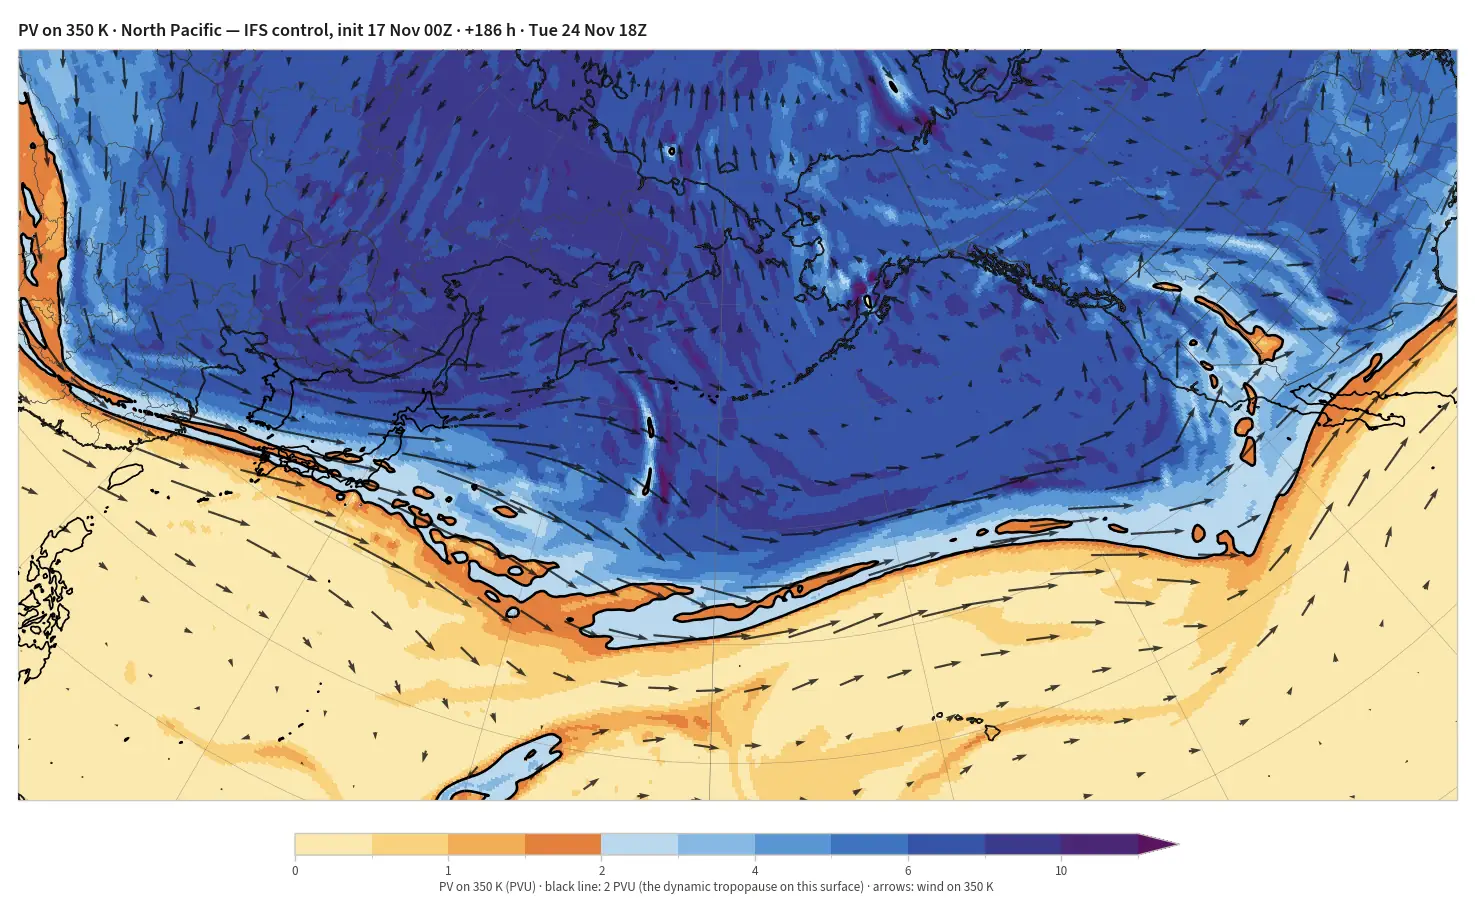 PV on 350 K · North Pacific — IFS control, init 17 Nov 00Z · +186 h · Tue 24 Nov 18Z
0 1 2 4 6 10
PV on 350 K (PVU) · black line: 2 PVU (the dynamic tropopause on this surface) · arrows: wind on 350 K